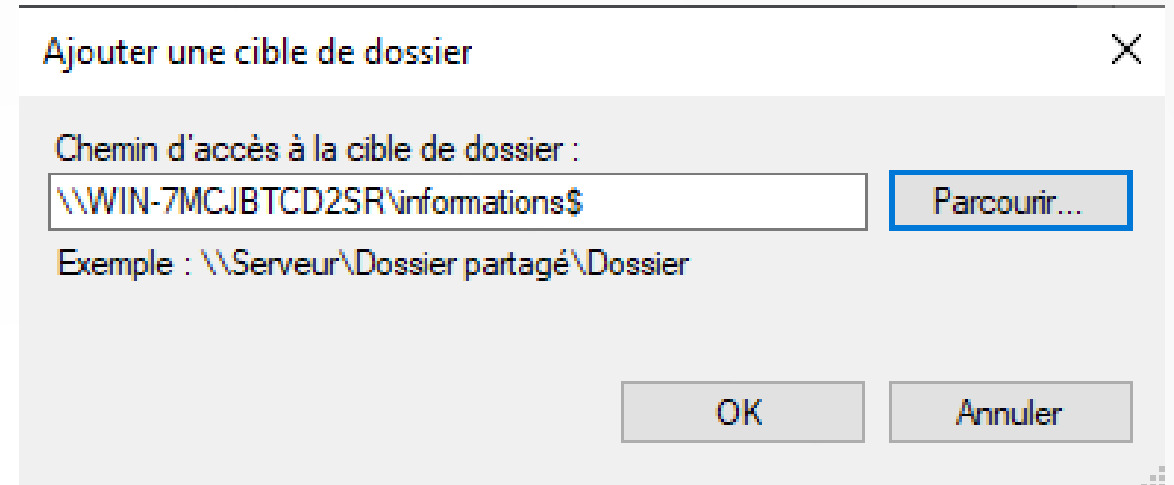 Ajouter une cible de dossier
Chemin d'accès à la cible de dossier :
\\WIN-7MCJBTCD2SR\informations$
Parcourir...
Exemple : \\Serveur\Dossier partagé\Dossier
OK
Annuler